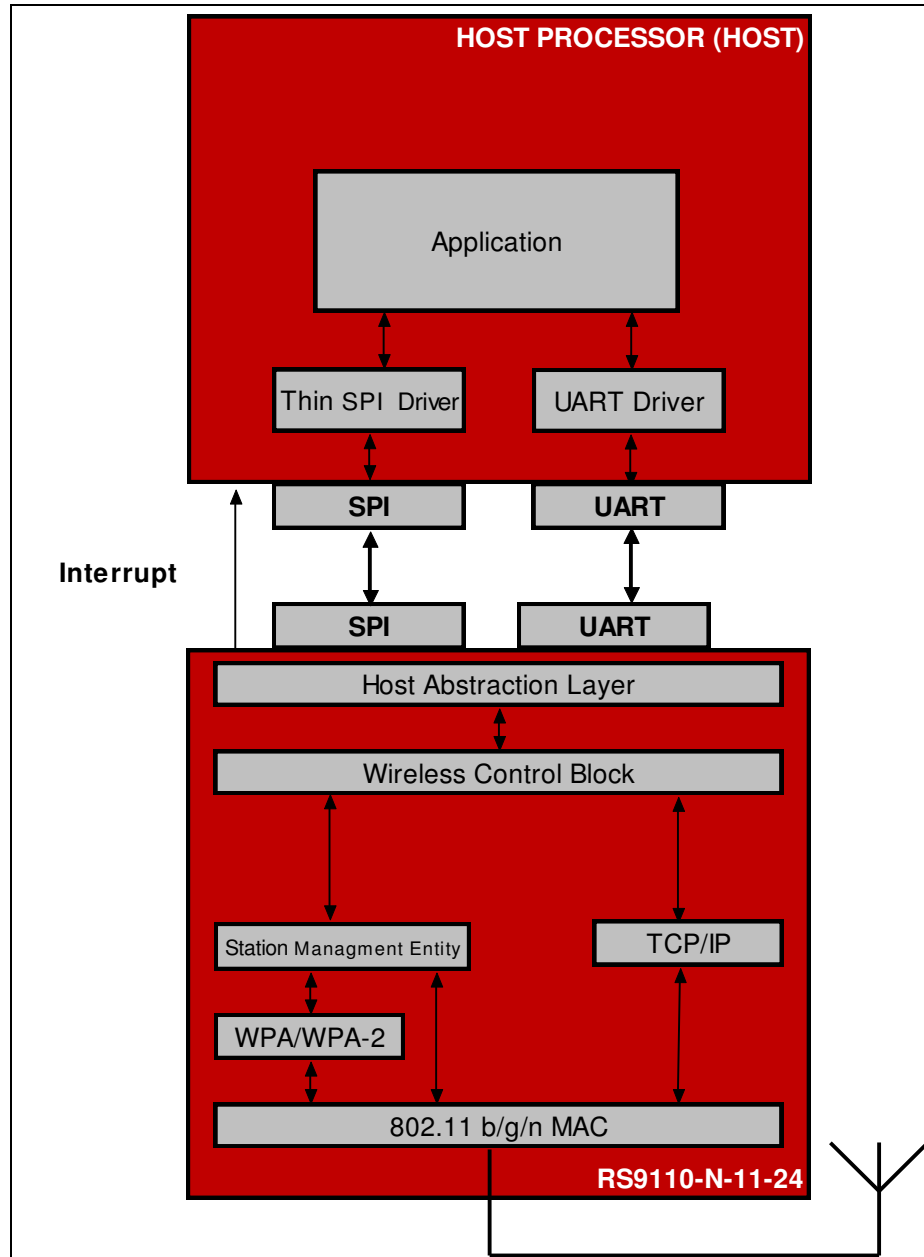 HOST PROCESSOR (HOST)
Application
Thin SPI Driver
UART Driver
SPI
UART
Interrupt
SPI
UART
Host Abstraction Layer
Wireless Control Block
Station Managment Entity
TCP/IP
WPA/WPA-2
802.11 b/g/n MAC
RS9110-N-11-24